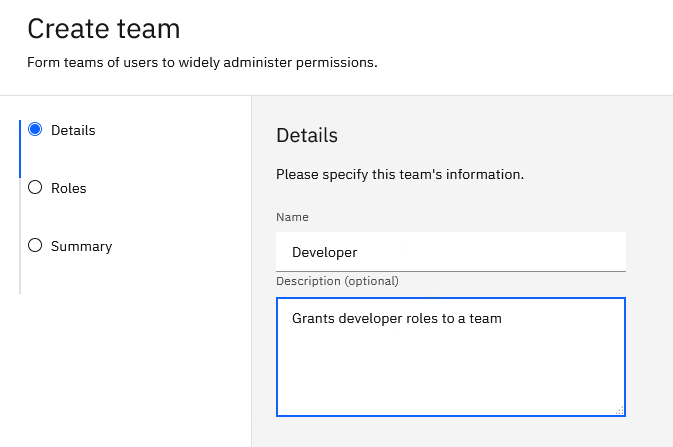 Create team
Form teams of users to widely administer permissions.
Details
Roles
Summary
Details
Please specify this team's information.
Name
Developer
Description (optional)
Grants developer roles to a team